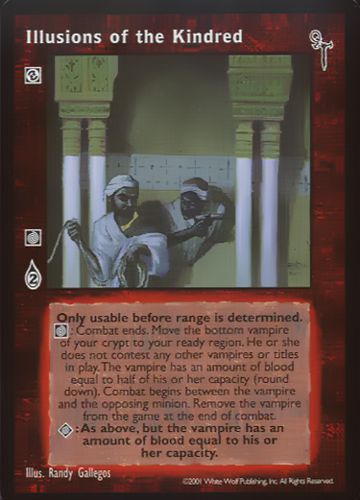 Illusions of the Kindred
2
Only usable before range is determined.
: Combat ends. Move the bottom vampire
of your crypt to your ready region. He or she
does not contest any other vampires or titles
in play. The vampire has an amount of blood
equal to half of his or her capacity (round
down). Combat begins between the vampire
and the opposing minion. Remove the vampire
from the game at the end of combat.
:As above, but the vampire has an
amount of blood equal to his or
her capacity.
Illus. Randy Gallegos
©2001 White Wolf Publishing, Inc. All Rights Reserved.